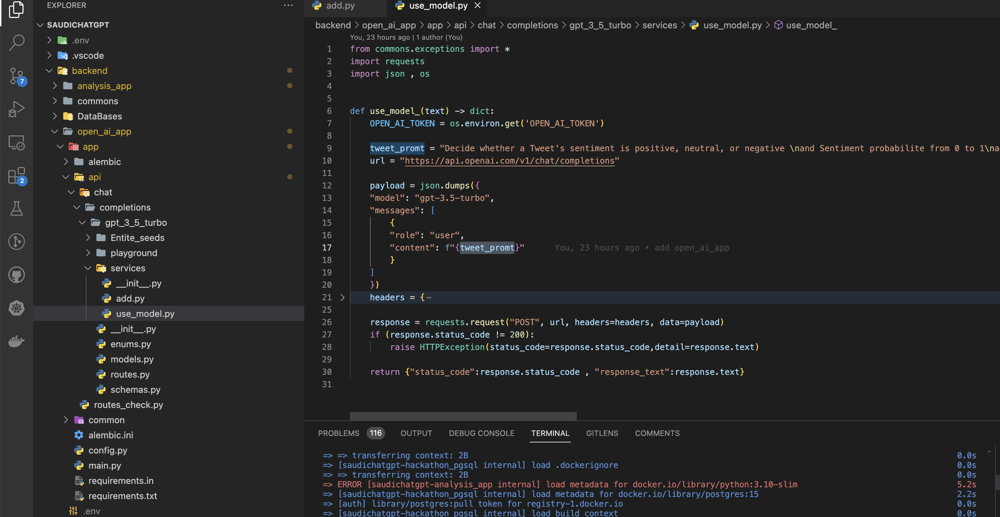 EXPLORER
SAUDICHATGPT
.env
.vscode
backend
analysis_app
commons
DataBases
open_ai_app
app
alembic
api
chat
completions
gpt_3_5_turbo
Entite_seeds
playground
services
__init__.py
add.py
use_model.py
__init__.py
enums.py
models.py
routes.py
schemas.py
routes_check.py
common
alembic.ini
config.py
main.py
requirements.in
requirements.txt
.env
7
2
add.py use_model.py
backend > open_ai_app > app > api > chat > completions > gpt_3_5_turbo > services > use_model.py > use_model_
You, 23 hours ago | 1 author (You)
1 from commons.exceptions import *
2 import requests
3 import json , os
4
5
6 def use_model_(text) -> dict:
7 OPEN_AI_TOKEN = os.environ.get('OPEN_AI_TOKEN')
8
9 tweet_promt = "Decide whether a Tweet's sentiment is positive, neutral, or negative \nand Sentiment probabilite from 0 to 1\na
10 url = "https://api.openai.com/v1/chat/completions"
11
12 payload = json.dumps({
13 "model": "gpt-3.5-turbo",
14 "messages": [
15 {
16 "role": "user",
17 "content": f"{tweet_promt}" You, 23 hours ago • add open_ai_app
18 }
19 ]
20 })
21 headers = {⋯
25
26 response = requests.request("POST", url, headers=headers, data=payload)
27 if (response.status_code != 200):
28 raise HTTPException(status_code=response.status_code,detail=response.text)
29
30 return {"status_code":response.status_code , "response_text":response.text}
31
PROBLEMS 116 OUTPUT DEBUG CONSOLE TERMINAL GITLENS COMMENTS
=> => transferring context: 2B 0.0s
=> [saudichatgpt-hackathon_pgsql internal] load .dockerignore 0.0s
=> => transferring context: 2B 0.0s
=> ERROR [saudichatgpt-analysis_app internal] load metadata for docker.io/library/python:3.10-slim 5.2s
=> [saudichatgpt-hackathon_pgsql internal] load metadata for docker.io/library/postgres:15 2.2s
=> [auth] library/postgres:pull token for registry-1.docker.io 0.0s
=> [saudichatgpt-hackathon_pgsql internal] load build context 0.0s